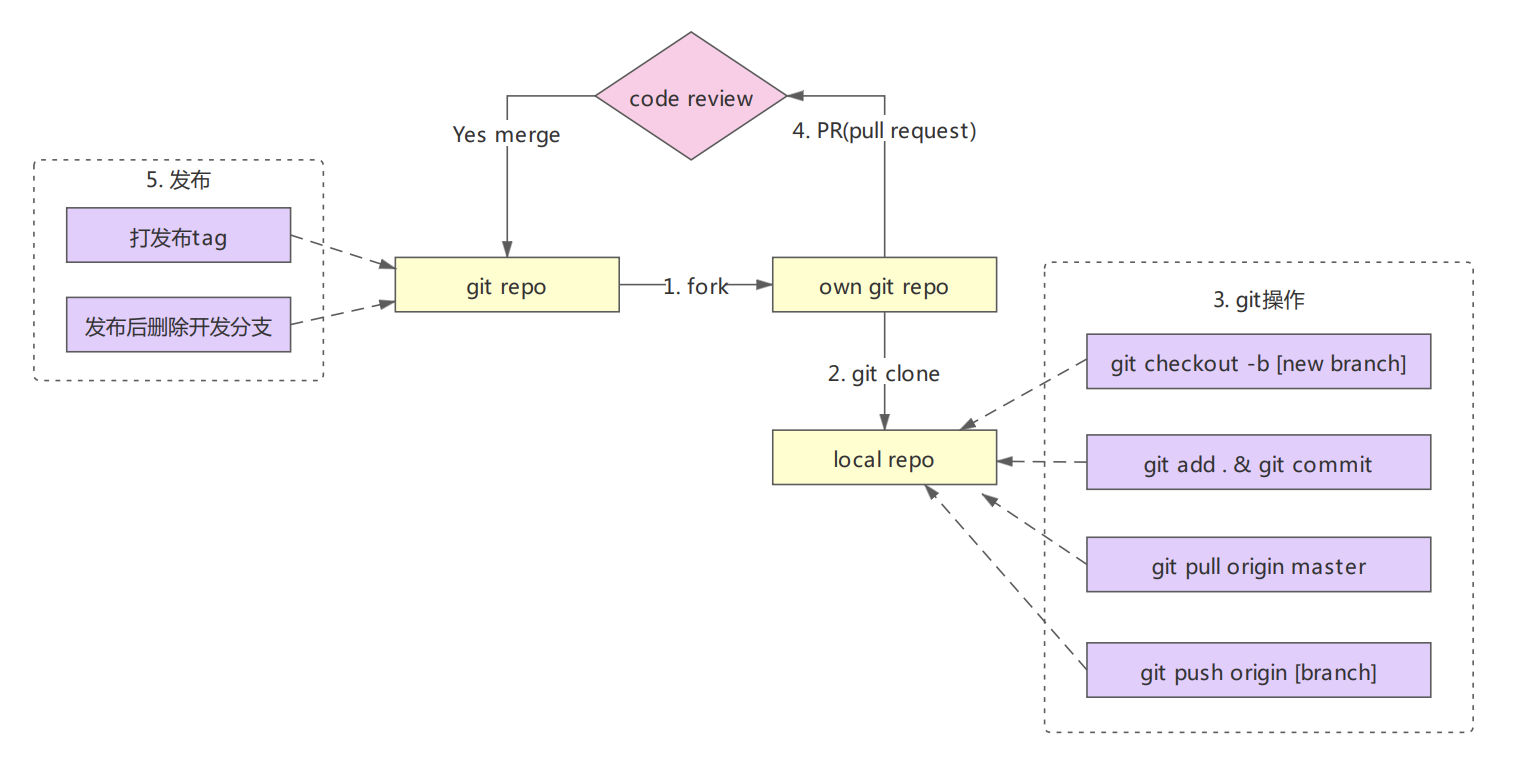 code review
Yes merge
4. PR(pull request)
5. 发布
打发布tag
发布后删除开发分支
git repo
1. fork
own git repo
2. git clone
local repo
3. git操作
git checkout -b [new branch]
git add . & git commit
git pull origin master
git push origin [branch]